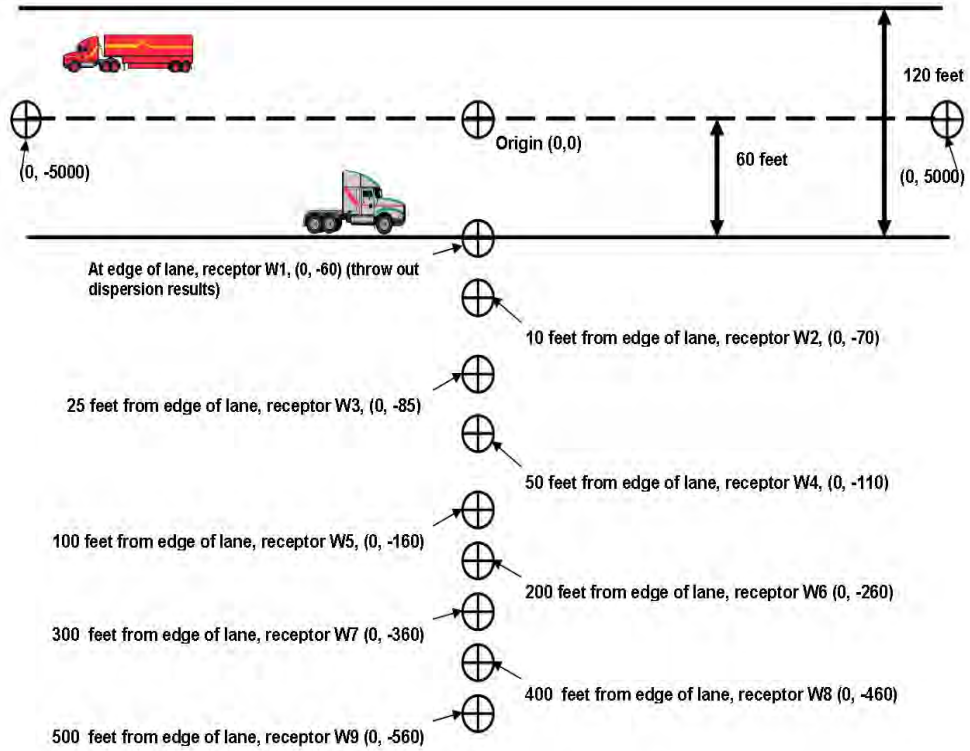 120 feet
Origin (0,0)
60 feet
(0, -5000)
(0, 5000)
At edge of lane, receptor W1, (0, -60) (throw out
dispersion results)
10 feet from edge of lane, receptor W2, (0, -70)
25 feet from edge of lane, receptor W3, (0, -85)
50 feet from edge of lane, receptor W4, (0, -110)
100 feet from edge of lane, receptor W5, (0, -160)
200 feet from edge of lane, receptor W6 (0, -260)
300 feet from edge of lane, receptor W7 (0, -360)
400 feet from edge of lane, receptor W8 (0, -460)
500 feet from edge of lane, receptor W9 (0, -560)